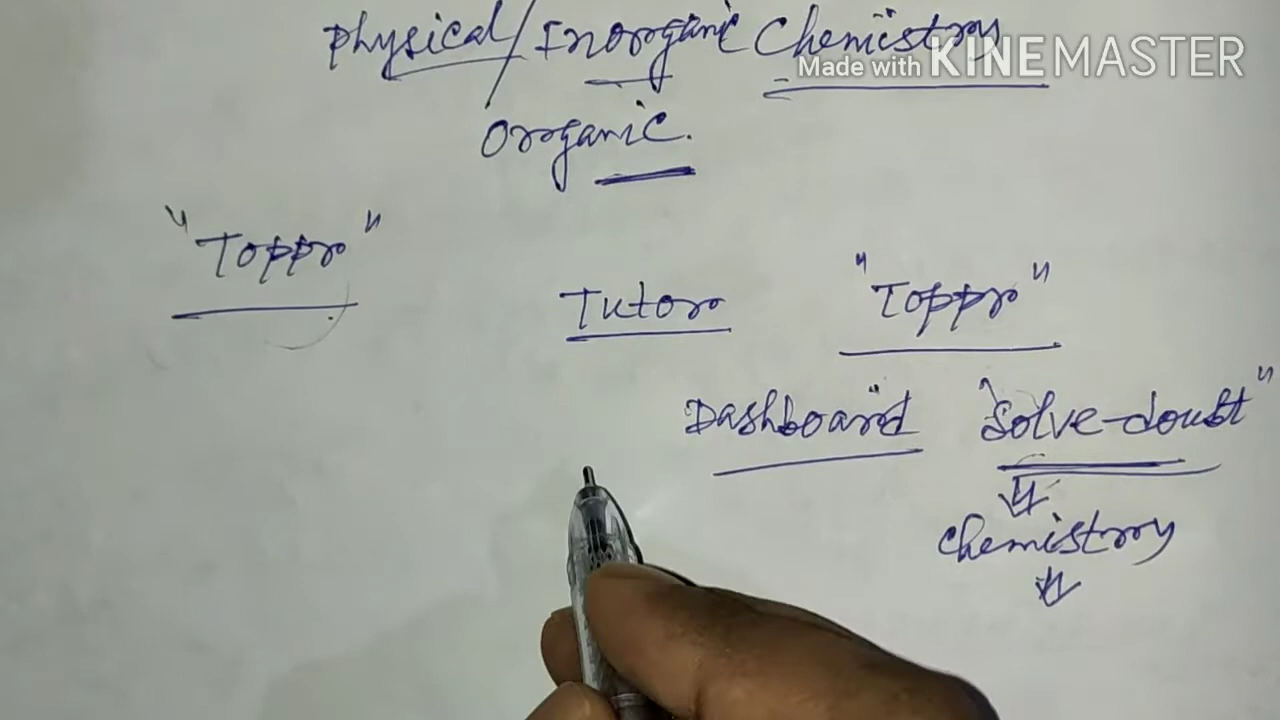 Physical/Inorganic Chemistry
Made with KINEMASTER
Organic.
"Toppr"
Tutor "Toppr"
Dashboard "Solve-doubt"
Chemistry